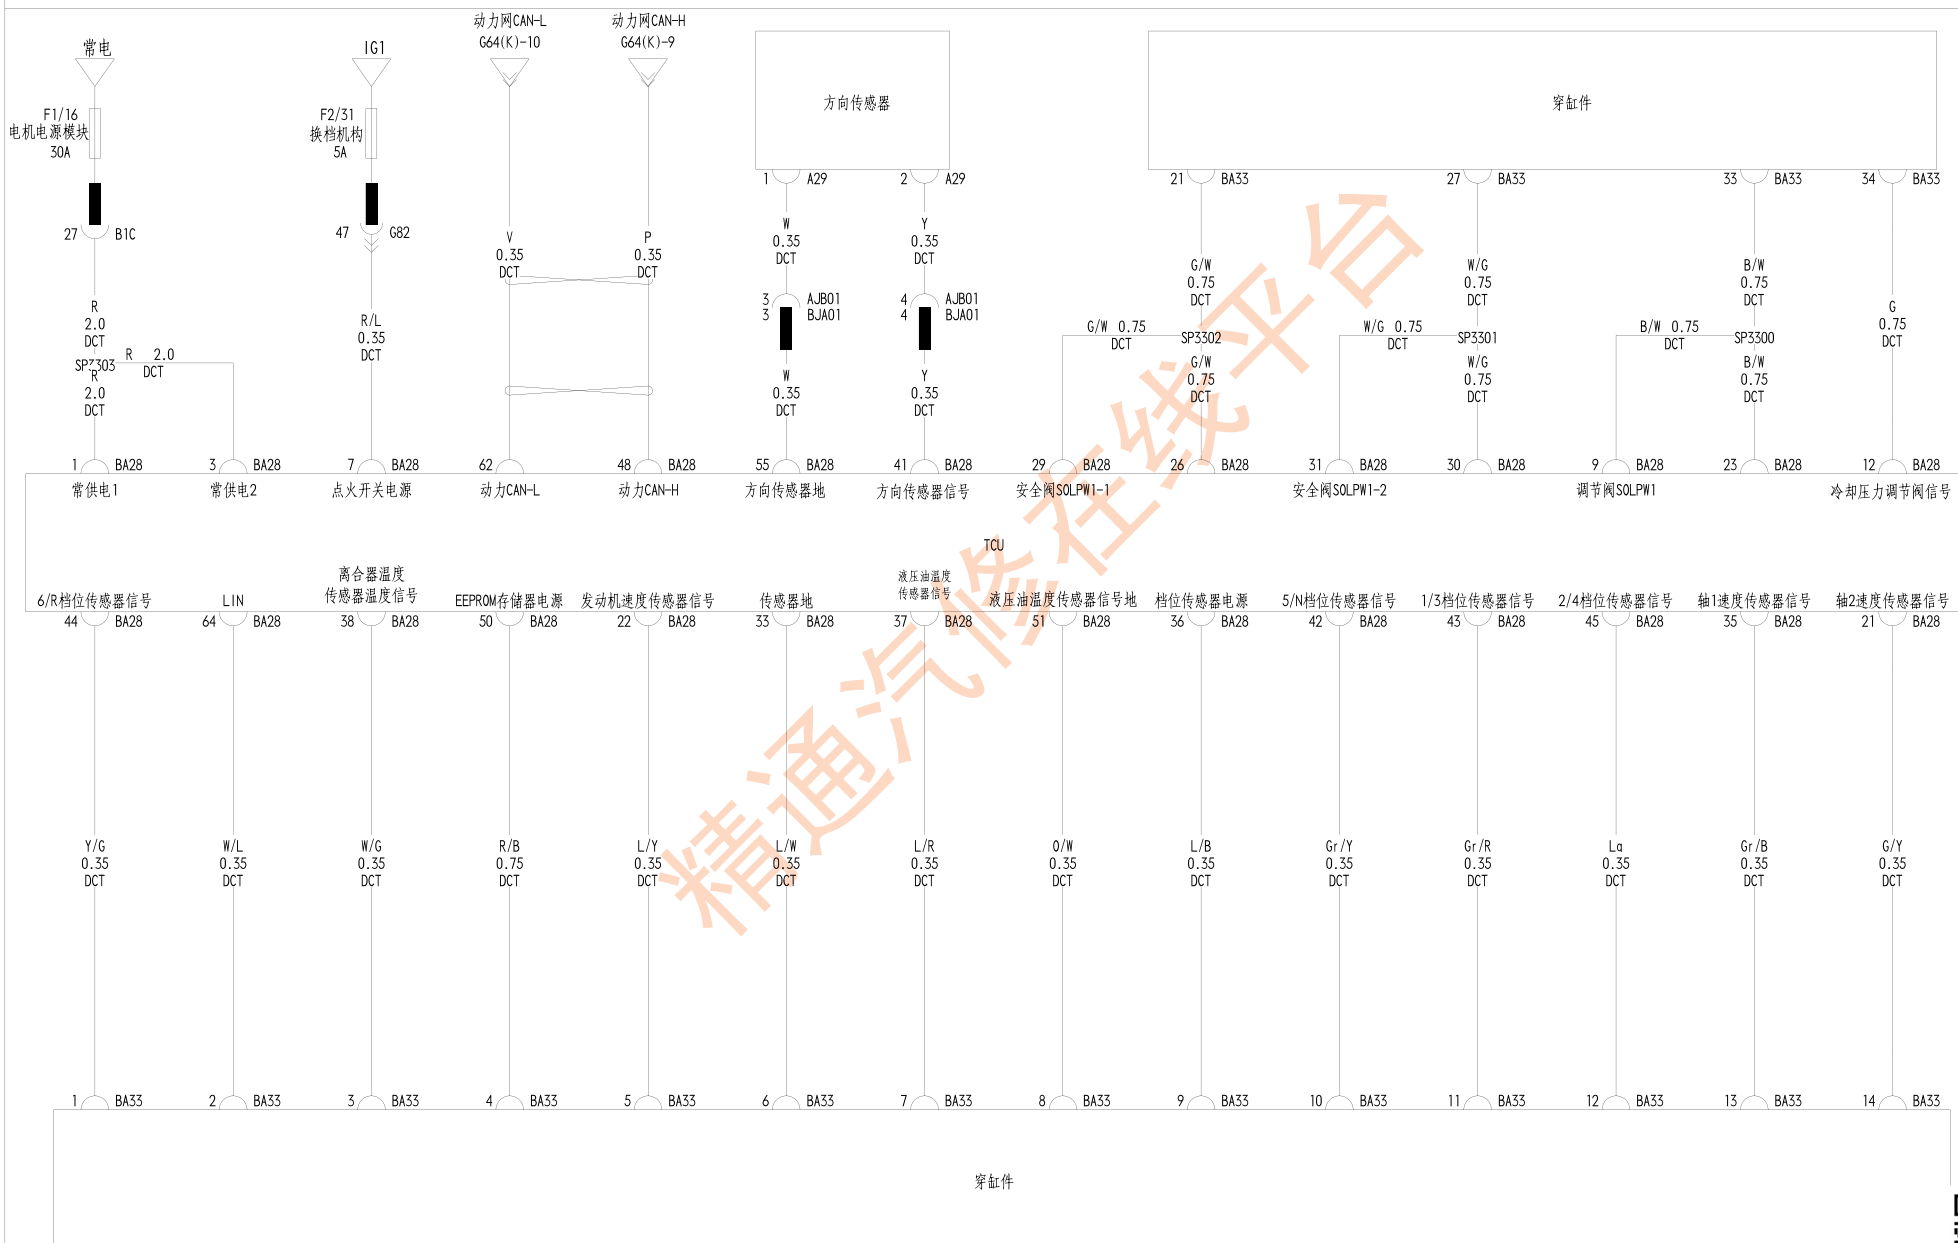 动力网CAN-L 动力网CAN-H
常电 IG1 G64(K)-10 G64(K)-9
F1/16
电机电源模块
30A
F2/31
换档机构
5A
方向传感器 穿缸件
27 B1C 47 G82
1 A29 2 A29 21 BA33 27 BA33 33 BA33 34 BA33
V
0.35
DCT
P
0.35
DCT
W
0.35
DCT
Y
0.35
DCT
G/W
0.75
DCT
W/G
0.75
DCT
B/W
0.75
DCT
3 AJB01 4 AJB01
3 BJA01 4 BJA01
R
2.0
DCT
SP3303
R 2.0
DCT
R
2.0
DCT
R/L
0.35
DCT
W
0.35
DCT
Y
0.35
DCT
G/W 0.75
DCT
SP3302
G/W
0.75
DCT
W/G 0.75
DCT
SP3301
W/G
0.75
DCT
B/W 0.75
DCT
SP3300
B/W
0.75
DCT
G
0.75
DCT
1 BA28 3 BA28 7 BA28 62 48 BA28 55 BA28 41 BA28 29 BA28 26 BA28 31 BA28 30 BA28 9 BA28 23 BA28 12 BA28
常供电1 常供电2 点火开关电源 动力CAN-L 动力CAN-H 方向传感器地 方向传感器信号 安全阀SOLPW1-1 安全阀SOLPW1-2 调节阀SOLPW1 冷却压力调节阀信号
TCU
6/R档位传感器信号 LIN
离合器温度
传感器温度信号
EEPROM存储器电源 发动机速度传感器信号 传感器地
液压油温度
传感器信号
液压油温度传感器信号地 档位传感器电源 5/N档位传感器信号 1/3档位传感器信号 2/4档位传感器信号 轴1速度传感器信号 轴2速度传感器信号
44 BA28 64 BA28 38 BA28 50 BA28 22 BA28 33 BA28 37 BA28 51 BA28 36 BA28 42 BA28 43 BA28 45 BA28 35 BA28 21 BA28
Y/G W/L W/G R/B L/Y L/W L/R O/W L/B Gr/Y Gr/R La Gr/B G/Y
0.35 0.35 0.35 0.75 0.35 0.35 0.35 0.35 0.35 0.35 0.35 0.35 0.35 0.35
DCT DCT DCT DCT DCT DCT DCT DCT DCT DCT DCT DCT DCT DCT
1 BA33 2 BA33 3 BA33 4 BA33 5 BA33 6 BA33 7 BA33 8 BA33 9 BA33 10 BA33 11 BA33 12 BA33 13 BA33 14 BA33
穿缸件
精通汽修在线平台